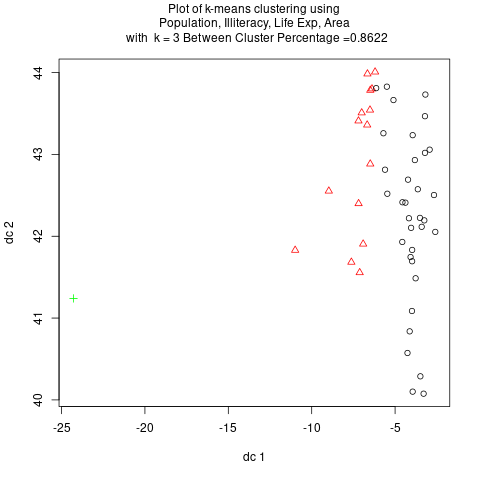 Plot of k-means clustering using
Population, Illiteracy, Life Exp, Area
with k = 3 Between Cluster Percentage =0.8622
44
43
42
41
40
dc 2
-25
-20
-15
-10
-5
dc 1